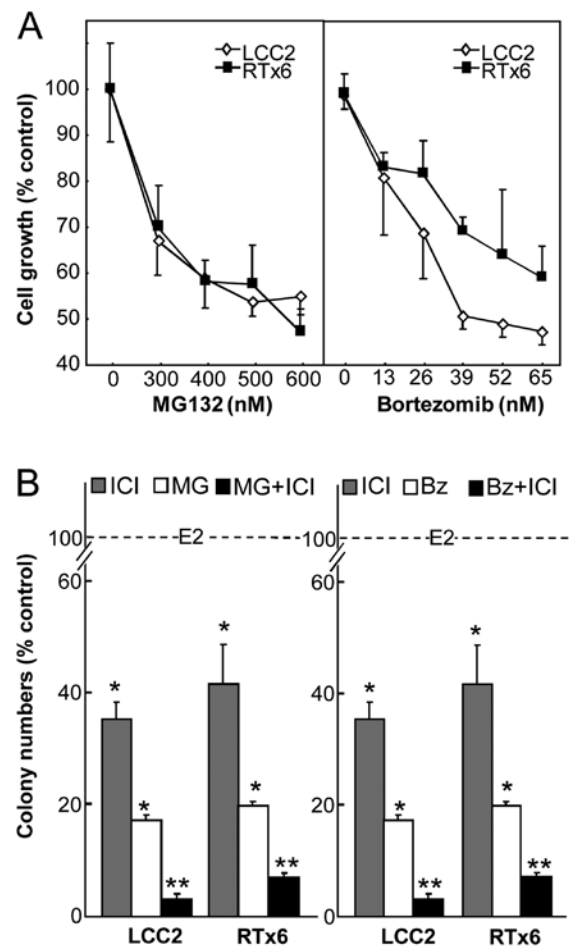 A
LCC2
RTx6
LCC2
RTx6
Cell growth (% control)
100
90
80
70
60
50
40
0 300 400 500 600
0 13 26 39 52 65
MG132 (nM)
Bortezomib (nM)
B
ICI MG MG+ICI
ICI Bz Bz+ICI
100 E2
100 E2
Colony numbers (% control)
60
60
40
40
20
20
0
0
*
*
**
*
*
**
*
*
**
*
*
**
LCC2 RTx6
LCC2 RTx6